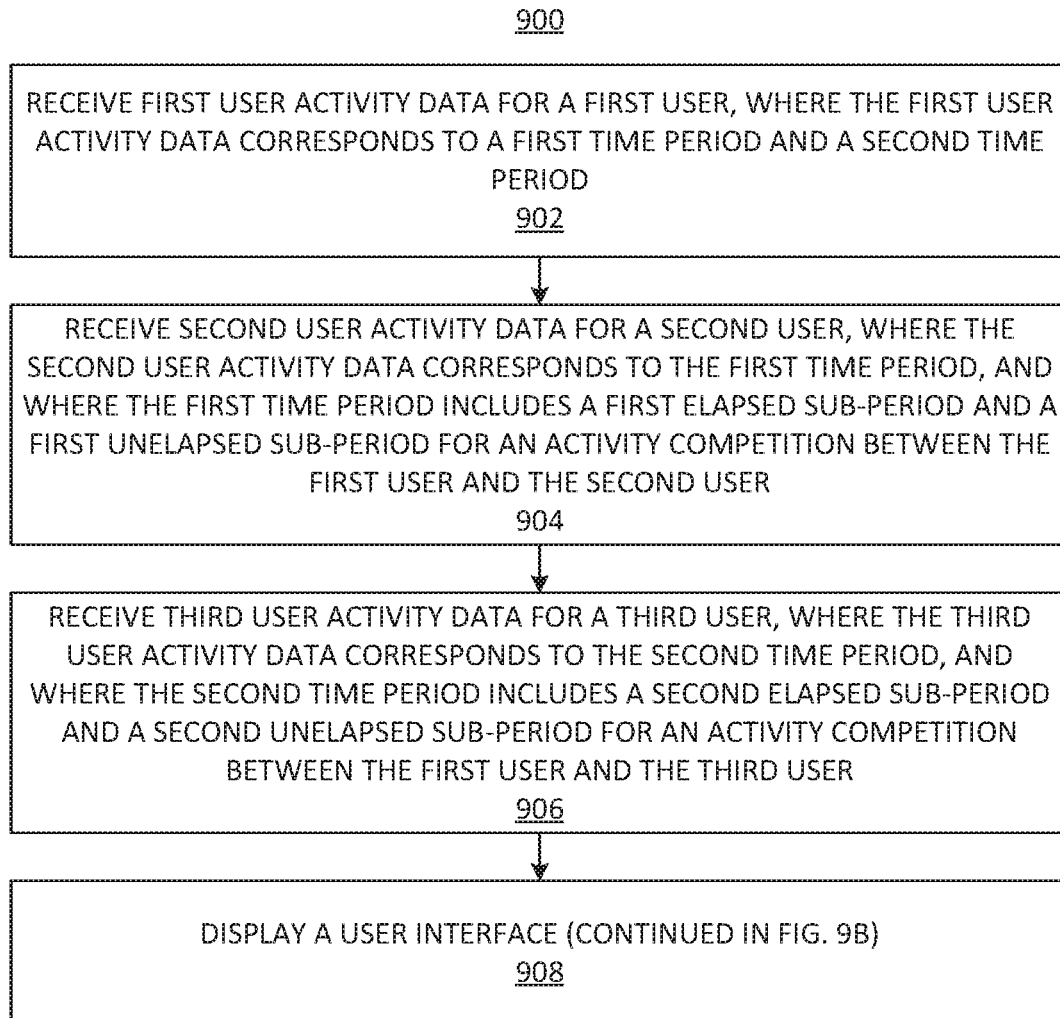 900
RECEIVE FIRST USER ACTIVITY DATA FOR A FIRST USER, WHERE THE FIRST USER
ACTIVITY DATA CORRESPONDS TO A FIRST TIME PERIOD AND A SECOND TIME
PERIOD
902
RECEIVE SECOND USER ACTIVITY DATA FOR A SECOND USER, WHERE THE
SECOND USER ACTIVITY DATA CORRESPONDS TO THE FIRST TIME PERIOD, AND
WHERE THE FIRST TIME PERIOD INCLUDES A FIRST ELAPSED SUB-PERIOD AND A
FIRST UNELAPSED SUB-PERIOD FOR AN ACTIVITY COMPETITION BETWEEN THE
FIRST USER AND THE SECOND USER
904
RECEIVE THIRD USER ACTIVITY DATA FOR A THIRD USER, WHERE THE THIRD
USER ACTIVITY DATA CORRESPONDS TO THE SECOND TIME PERIOD, AND
WHERE THE SECOND TIME PERIOD INCLUDES A SECOND ELAPSED SUB-PERIOD
AND A SECOND UNELAPSED SUB-PERIOD FOR AN ACTIVITY COMPETITION
BETWEEN THE FIRST USER AND THE THIRD USER
906
DISPLAY A USER INTERFACE (CONTINUED IN FIG. 9B)
908